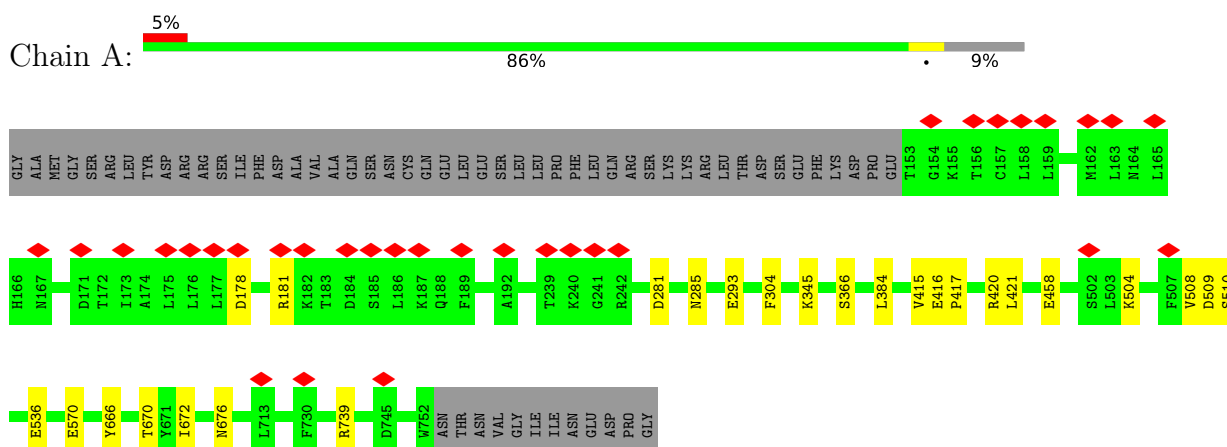 5%
Chain A:
86%
•
9%
GLY ALA MET GLY SER ARG LEU TYR ASP ARG ARG SER ILE PHE ASP ALA VAL ALA GLN SER ASN CYS GLN GLU LEU GLU SER LEU LEU PRO PHE LEU GLN ARG SER LYS LYS ARG LEU THR ASP SER GLU PHE LYS ASP PRO GLU T153 G154 K155 T156 C157 L158 L159 M162 L163 N164 L165
H166 N167 D171 T172 I173 A174 L175 L176 L177 D178 R181 K182 T183 D184 S185 L186 K187 Q188 F189 A192 T239 K240 G241 R242 D281 N285 E293 F304 K345 S366 L384 V415 E416 P417 R420 L421 E458 S502 L503 K504 F507 V508 D509 S510
E536 E570 Y666 T670 Y671 I672 N676 L713 F730 R739 D745 W752 ASN THR ASN VAL GLY ILE ILE ASN GLU ASP PRO GLY